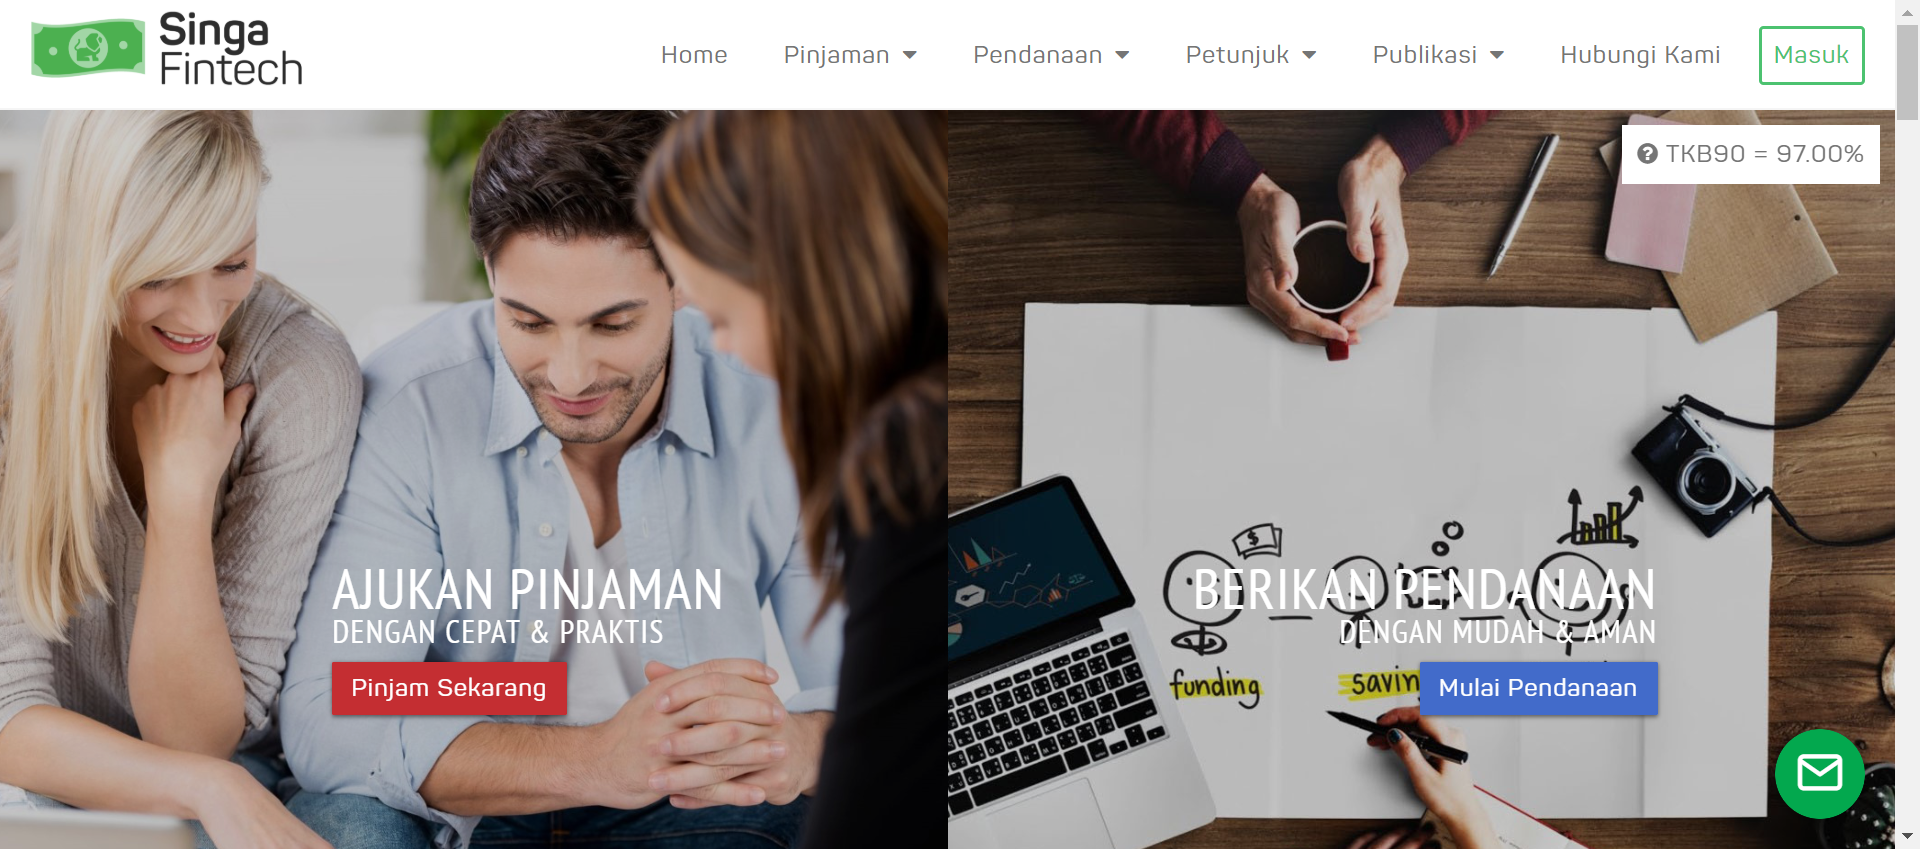 Singa
Fintech
Home
Pinjaman
Pendanaan
Petunjuk
Publikasi
Hubungi Kami
Masuk
TKB90 = 97.00%
AJUKAN PINJAMAN
DENGAN CEPAT & PRAKTIS
Pinjam Sekarang
BERIKAN PENDANAAN
DENGAN MUDAH & AMAN
funding
Mulai Pendanaan